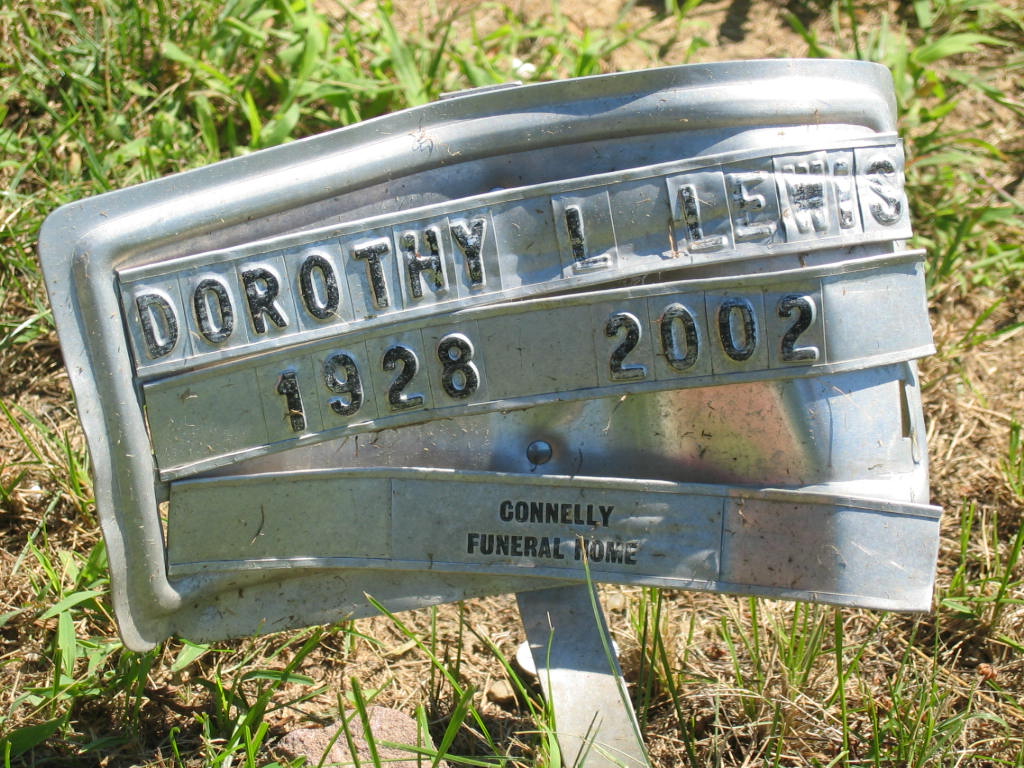 DOROTHY L LEWIS
1928 2002
CONNELLY
FUNERAL HOME